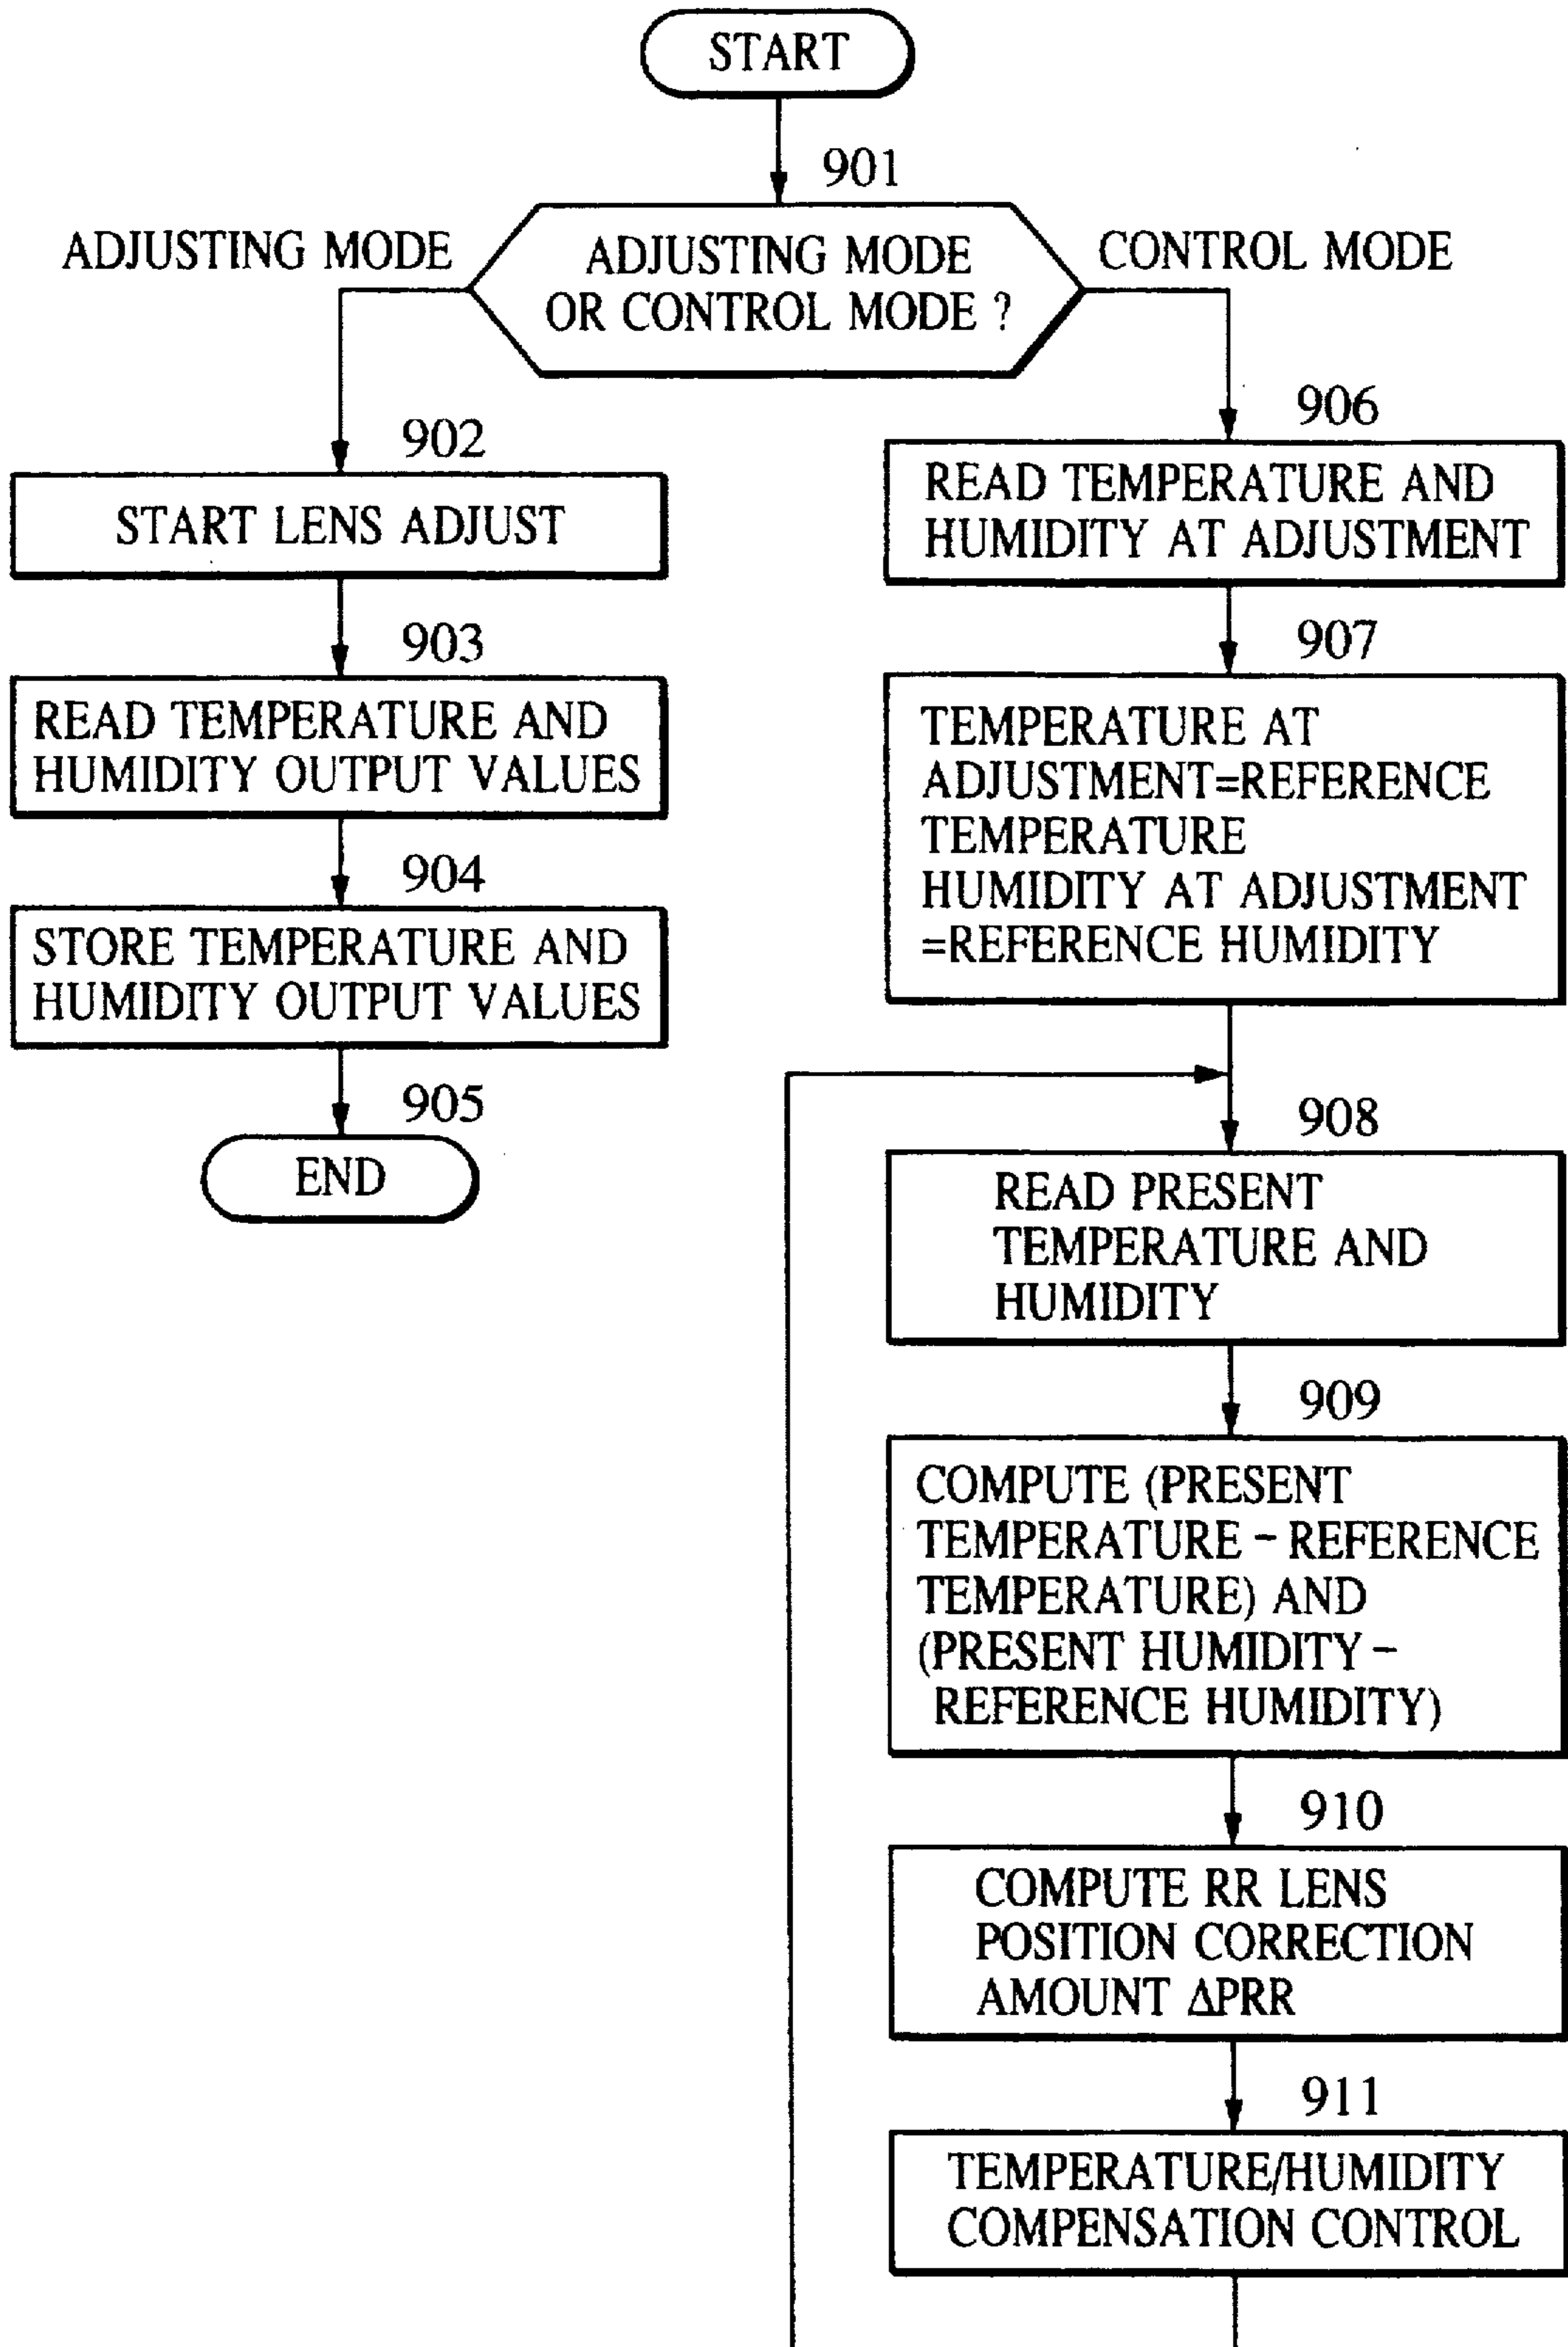 START
901
ADJUSTING MODE
ADJUSTING MODE
OR CONTROL MODE ?
CONTROL MODE
902
START LENS ADJUST
903
READ TEMPERATURE AND
HUMIDITY OUTPUT VALUES
904
STORE TEMPERATURE AND
HUMIDITY OUTPUT VALUES
905
END
906
READ TEMPERATURE AND
HUMIDITY AT ADJUSTMENT
907
TEMPERATURE AT
ADJUSTMENT=REFERENCE
TEMPERATURE
HUMIDITY AT ADJUSTMENT
=REFERENCE HUMIDITY
908
READ PRESENT
TEMPERATURE AND
HUMIDITY
909
COMPUTE (PRESENT
TEMPERATURE – REFERENCE
TEMPERATURE) AND
(PRESENT HUMIDITY –
REFERENCE HUMIDITY)
910
COMPUTE RR LENS
POSITION CORRECTION
AMOUNT ΔPRR
911
TEMPERATURE/HUMIDITY
COMPENSATION CONTROL